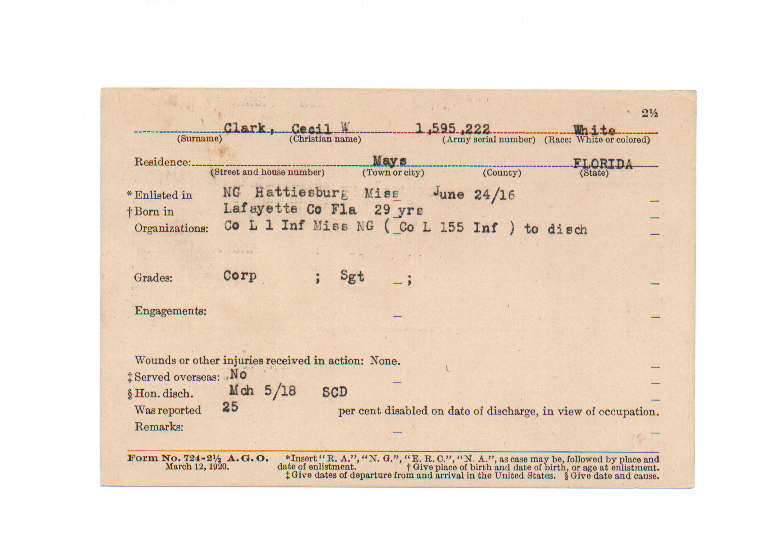 2½
Clark, Cecil W 1,595,222 White
(Surname) (Christian name) (Army serial number) (Race: White or colored)
Residence: Mays FLORIDA
(Street and house number) (Town or city) (County) (State)
* Enlisted in NG Hattiesburg Miss June 24/16
† Born in Lafayette Co Fla 29 yrs
Organizations: Co L 1 Inf Miss NG ( Co L 155 Inf ) to disch
Grades: Corp ; Sgt ;
Engagements:
Wounds or other injuries received in action: None.
‡ Served overseas: No
§ Hon. disch. Mch 5/18 SCD
Was reported 25 per cent disabled on date of discharge, in view of occupation.
Remarks:
Form No. 724-2½ A. G. O. *Insert "R. A.", "N. G.", "E. R. C.", "N. A.", as case may be, followed by place and
March 12, 1920. date of enlistment. † Give place of birth and date of birth, or age at enlistment.
‡ Give dates of departure from and arrival in the United States. § Give date and cause.